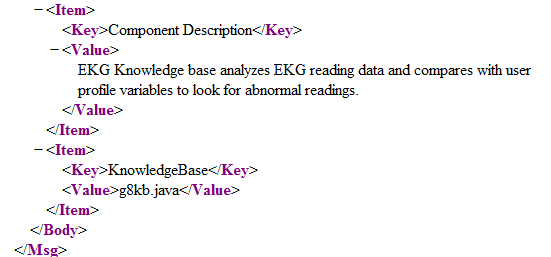 −<Item>
<Key>Component Description</Key>
−<Value>
EKG Knowledge base analyzes EKG reading data and compares with user
profile variables to look for abnormal readings.
</Value>
</Item>
−<Item>
<Key>KnowledgeBase</Key>
<Value>g8kb.java</Value>
</Item>
</Body>
</Msg>